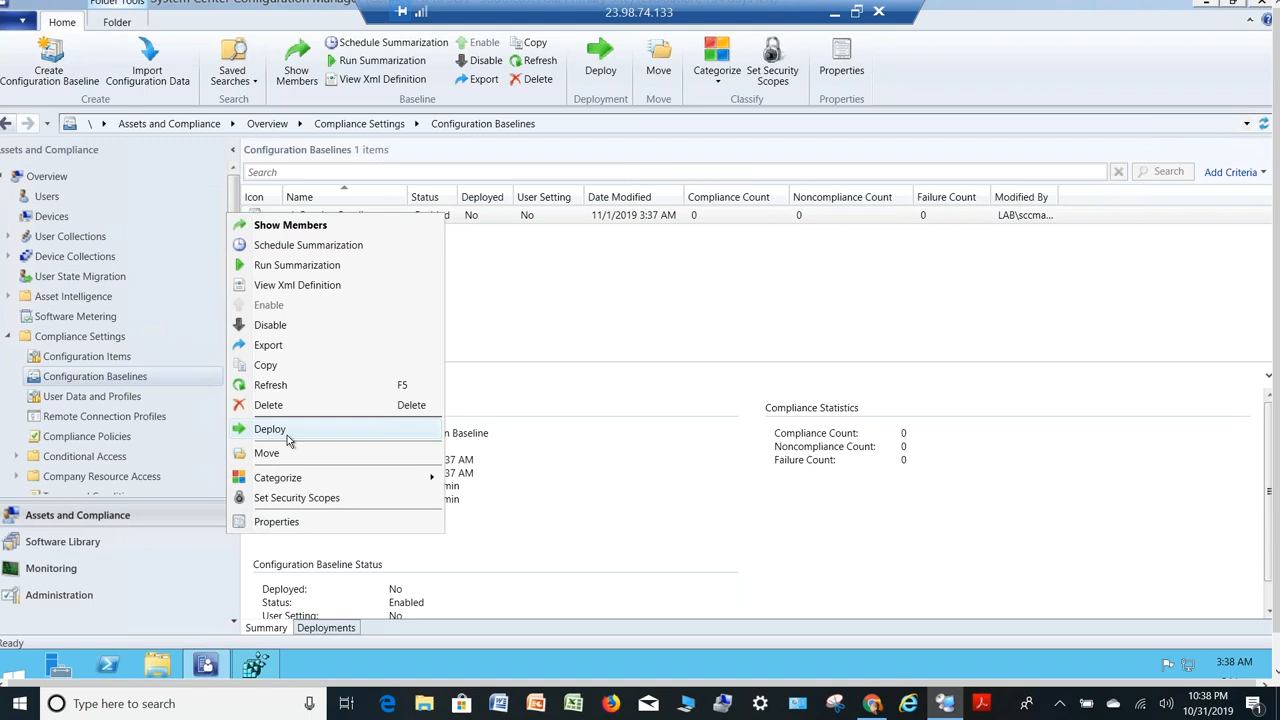 Folder Tools
System Center Configuration Manag
23.98.74.133
Home
Folder
Create
Configuration Baseline
Import
Configuration Data
Create
Saved
Searches
Search
Show
Members
Schedule Summarization
Run Summarization
View Xml Definition
Enable
Disable
Export
Copy
Refresh
Delete
Baseline
Deploy
Deployment
Move
Move
Categorize
Set Security
Scopes
Classify
Properties
Properties
\ Assets and Compliance Overview Compliance Settings Configuration Baselines
ssets and Compliance
Overview
Users
Devices
User Collections
Device Collections
User State Migration
Asset Intelligence
Software Metering
Compliance Settings
Configuration Items
Configuration Baselines
User Data and Profiles
Remote Connection Profiles
Compliance Policies
Conditional Access
Company Resource Access
Assets and Compliance
Software Library
Monitoring
Administration
Configuration Baselines 1 items
Search
Search
Add Criteria
Icon Name Status Deployed User Setting Date Modified Compliance Count Noncompliance Count Failure Count Modified By
No No 11/1/2019 3:37 AM 0 0 0 LAB\sccma...
Show Members
Schedule Summarization
Run Summarization
View Xml Definition
Enable
Disable
Export
Copy
Refresh F5
Delete Delete
Deploy
Move
Categorize
Set Security Scopes
Properties
n Baseline
37 AM
37 AM
min
min
Compliance Statistics
Compliance Count: 0
Noncompliance Count: 0
Failure Count: 0
Configuration Baseline Status
Deployed: No
Status: Enabled
User Setting: No
Summary Deployments
Ready
3:38 AM
Type here to search
10:38 PM
10/31/2019